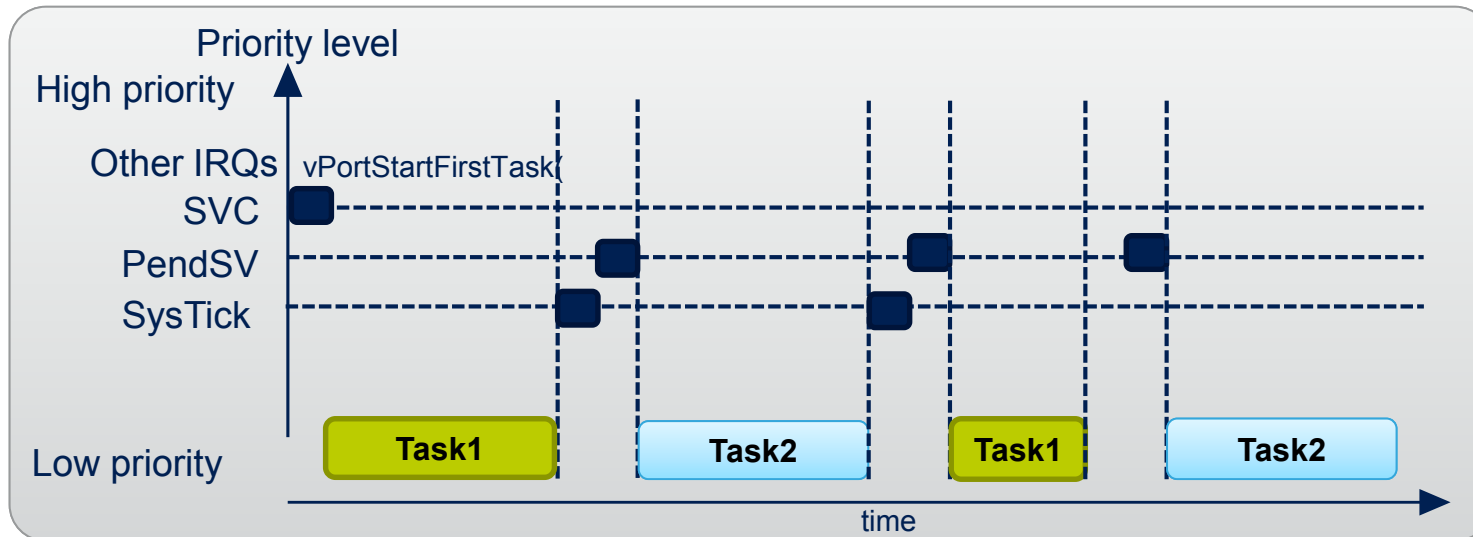 Priority level
High priority
Other IRQs
vPortStartFirstTask(
SVC
PendSV
SysTick
Task1
Task2
Task1
Task2
Low priority
time